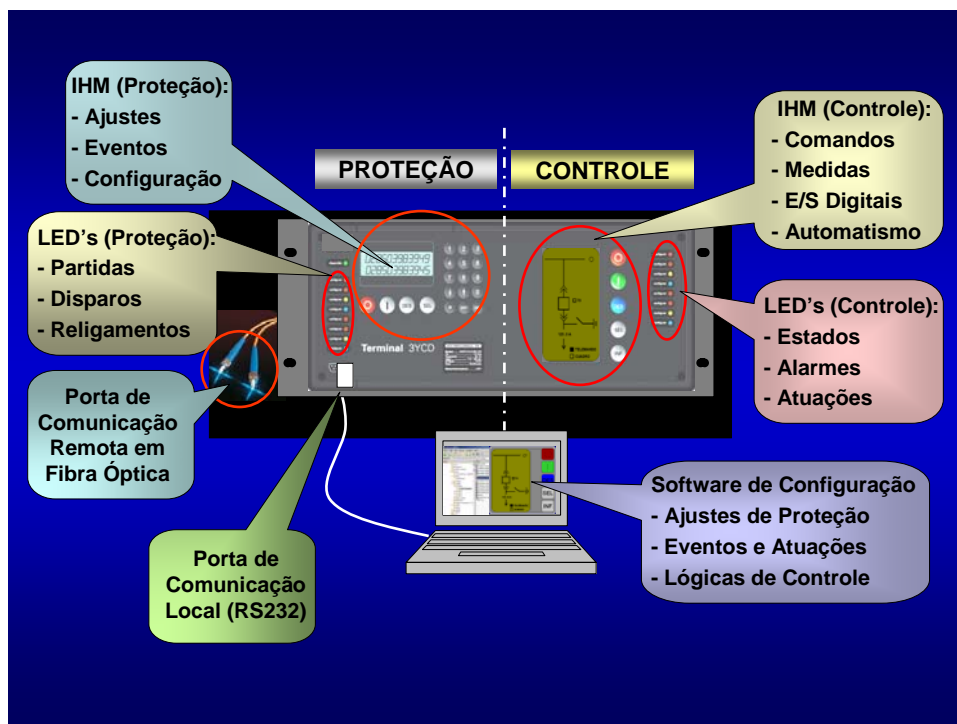 IHM (Proteção):
- Ajustes
- Eventos
- Configuração
PROTEÇÃO
CONTROLE
IHM (Controle):
- Comandos
- Medidas
- E/S Digitais
- Automatismo
LED's (Proteção):
- Partidas
- Disparos
- Religamentos
LED's (Controle):
- Estados
- Alarmes
- Atuações
Terminal 3YCD
Porta de
Comunicação
Remota em
Fibra Óptica
Porta de
Comunicação
Local (RS232)
Software de Configuração
- Ajustes de Proteção
- Eventos e Atuações
- Lógicas de Controle